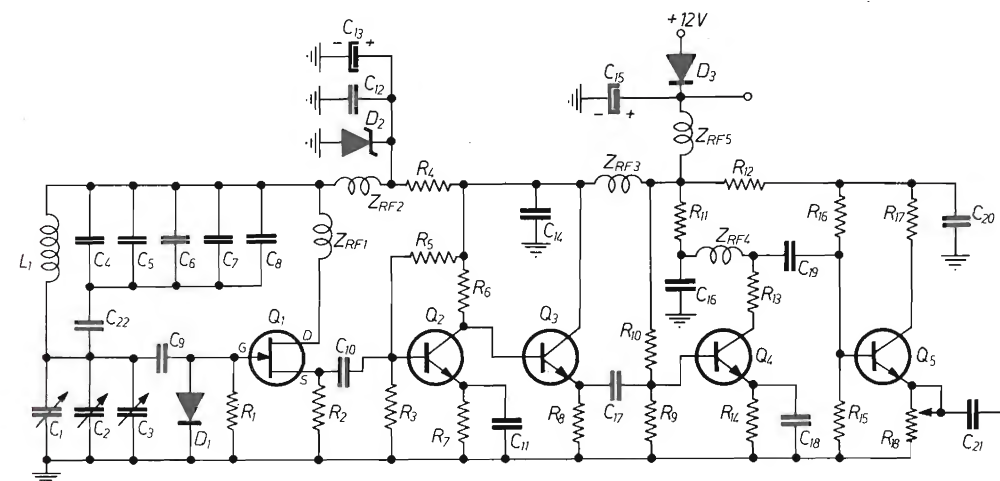 +12V
C13
- +
C12
D2
C15
- +
D3
ZRF5
R4
ZRF2
ZRF3
R12
L1
C4 C5 C6 C7 C8
ZRF1
R5
R6
C14
R11
ZRF4
C16
C19
R13
R16
R17
C20
C22
C9
Q1
G D S
C10
Q2
Q3
R10
Q4
Q5
C1 C2 C3
D1
R1
R2
R3
R7
C11
R8
C17
R9
R14
C18
R15
R18
C21